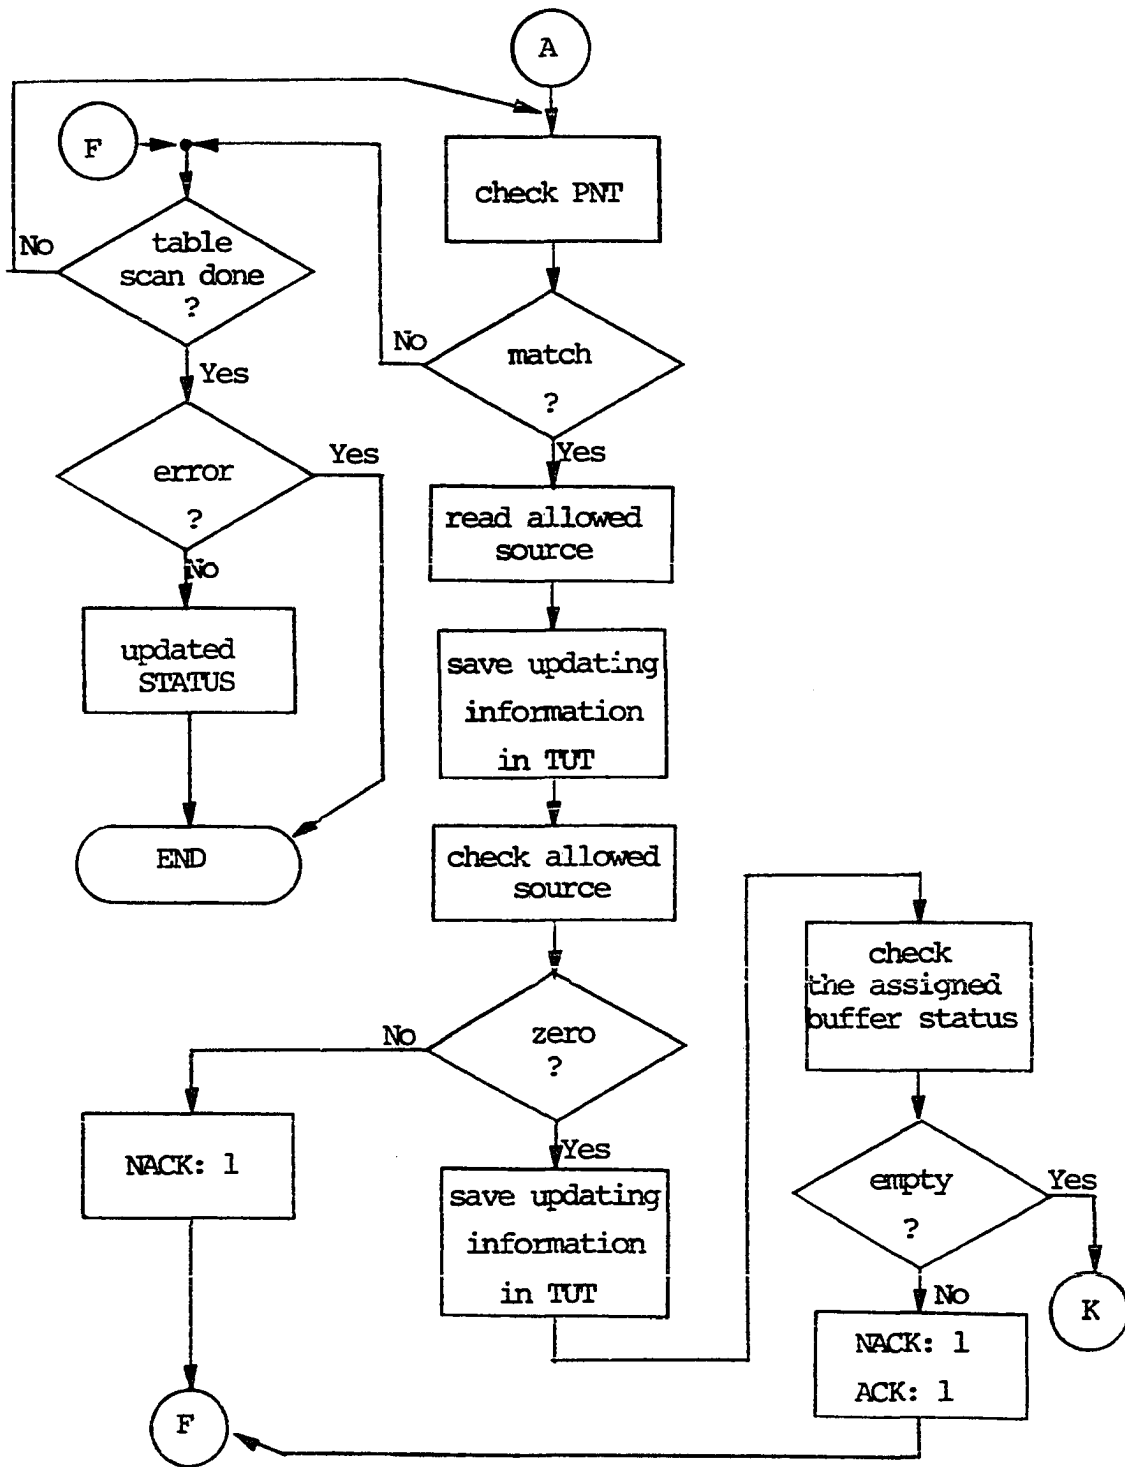 A
F
check PNT
No
table
scan done
?
No
match
?
Yes
Yes
error
?
Yes
read allowed
source
No
updated
STATUS
save updating
information
in TUT
END
check allowed
source
check
the assigned
buffer status
No
zero
?
NACK: 1
Yes
save updating
information
in TUT
empty
?
Yes
No
K
NACK: 1
ACK: 1
F